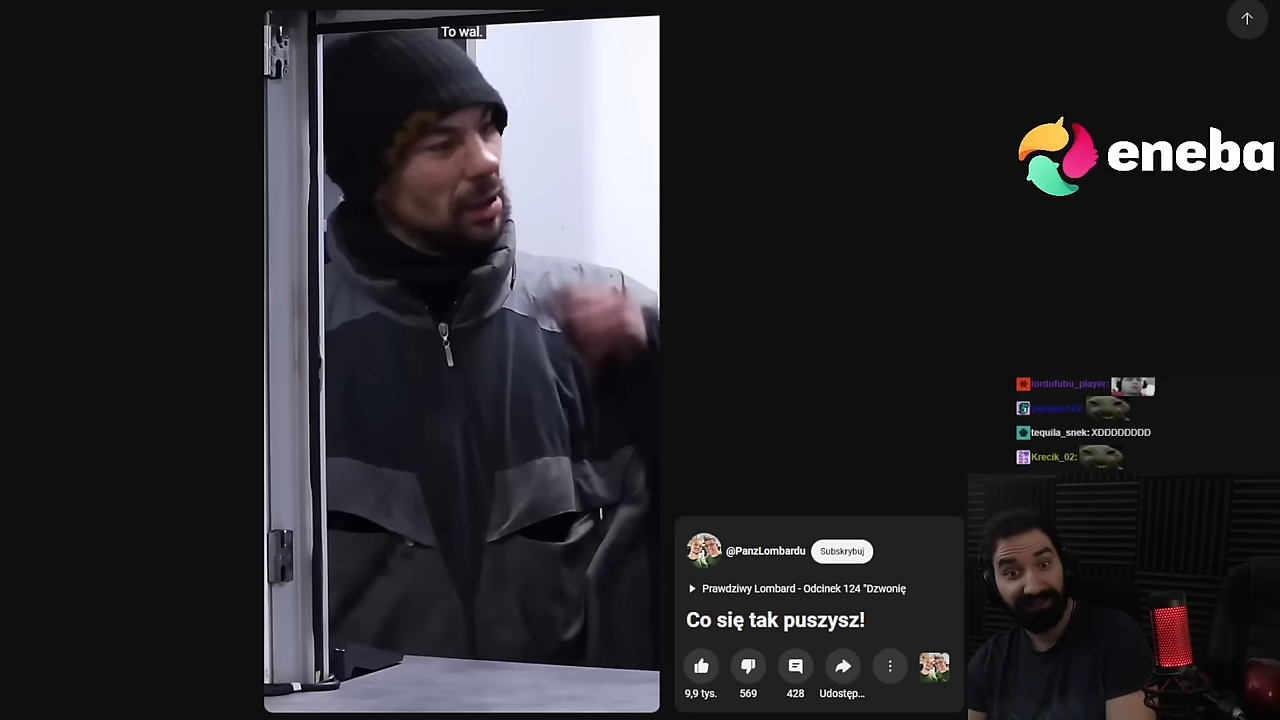 To wal.
eneba
lordufubu_player:
tequila_snek: XDDDDDDDD
Krecik_02:
@PanzLombardu
Subskrybuj
Prawdziwy Lombard - Odcinek 124 "Dzwonię
Co się tak puszysz!
9,9 tys.
569
428
Udostęp...